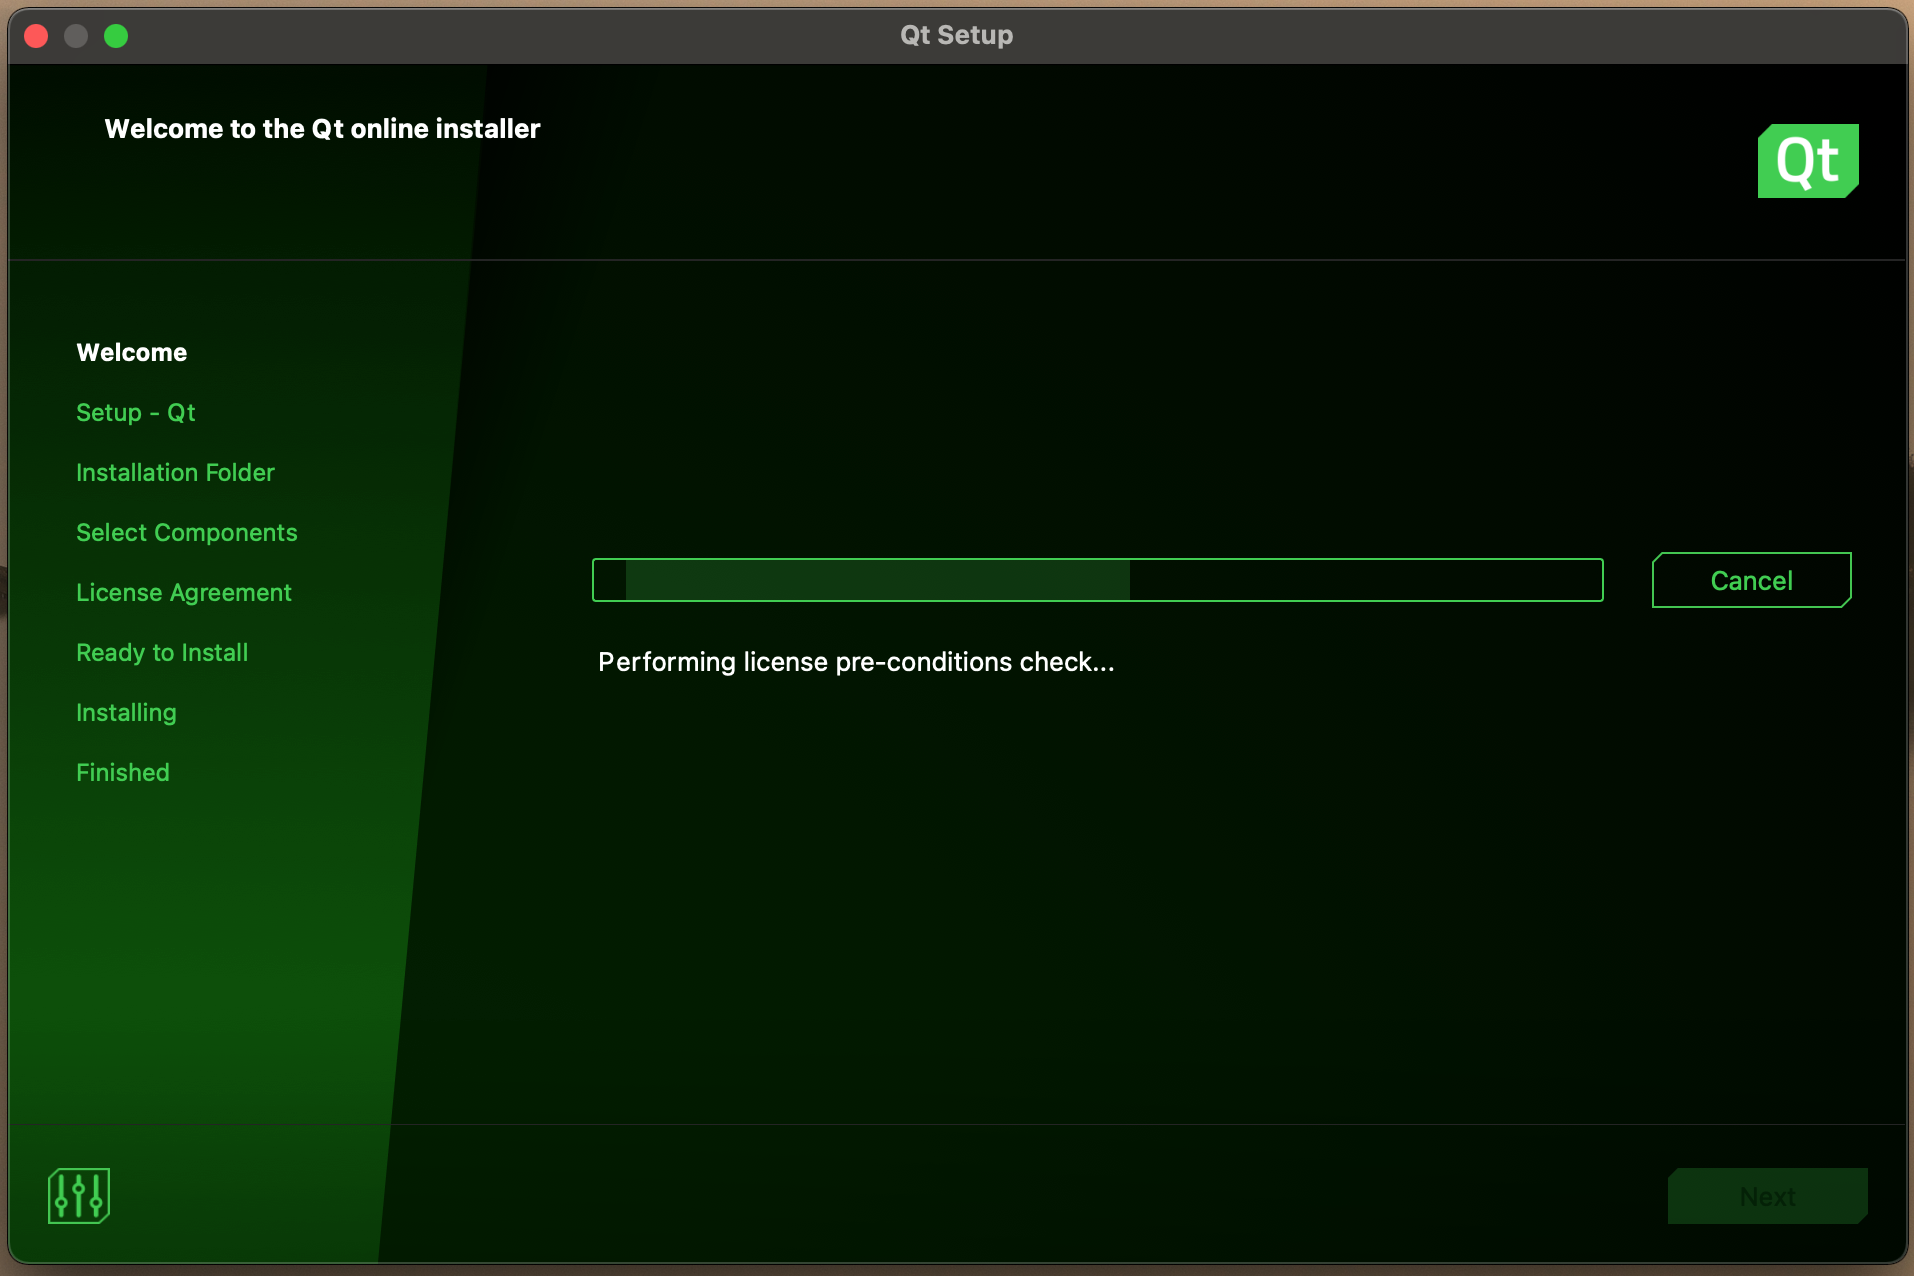 Qt Setup
Welcome to the Qt online installer
Qt
Welcome
Setup - Qt
Installation Folder
Select Components
License Agreement
Ready to Install
Installing
Finished
Cancel
Performing license pre-conditions check...
Next